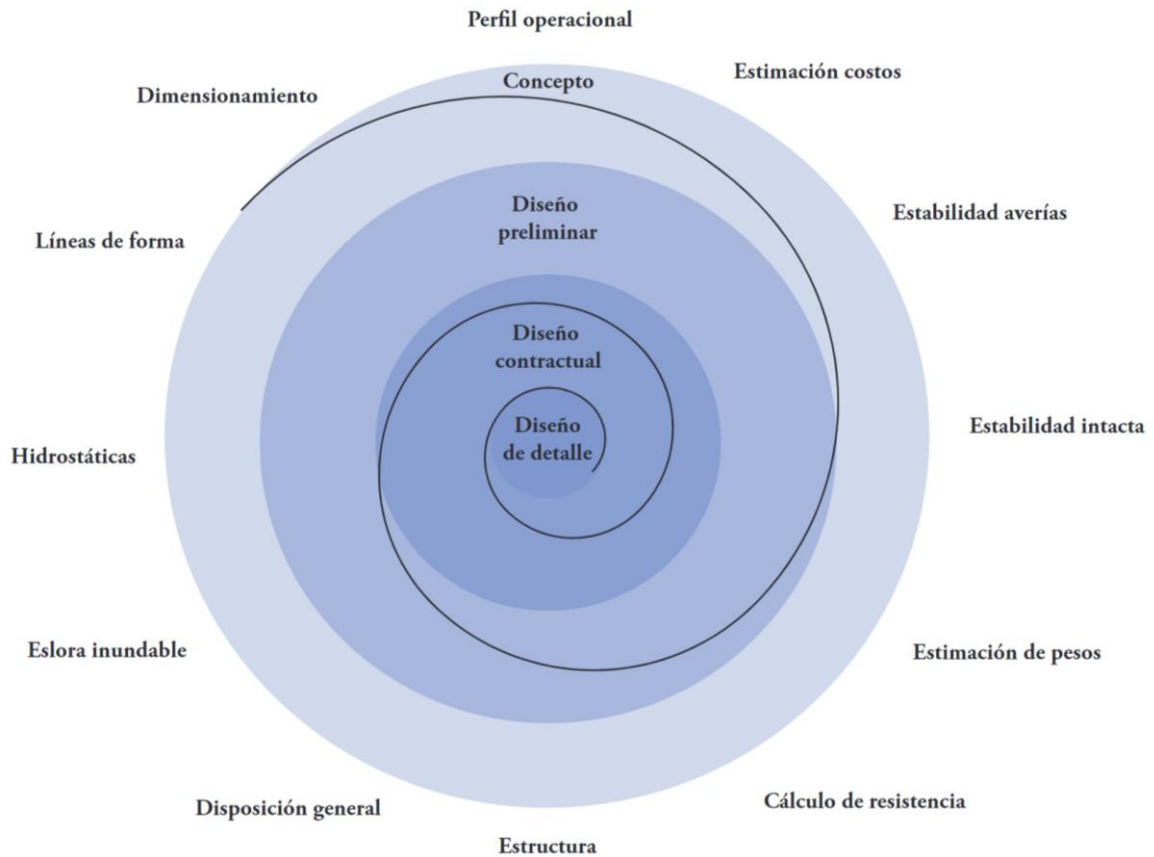 Perfil operacional
Concepto
Estimación costos
Dimensionamiento
Diseño
preliminar
Estabilidad averías
Líneas de forma
Diseño
contractual
Diseño
de detalle
Estabilidad intacta
Hidrostáticas
Eslora inundable
Estimación de pesos
Disposición general
Cálculo de resistencia
Estructura